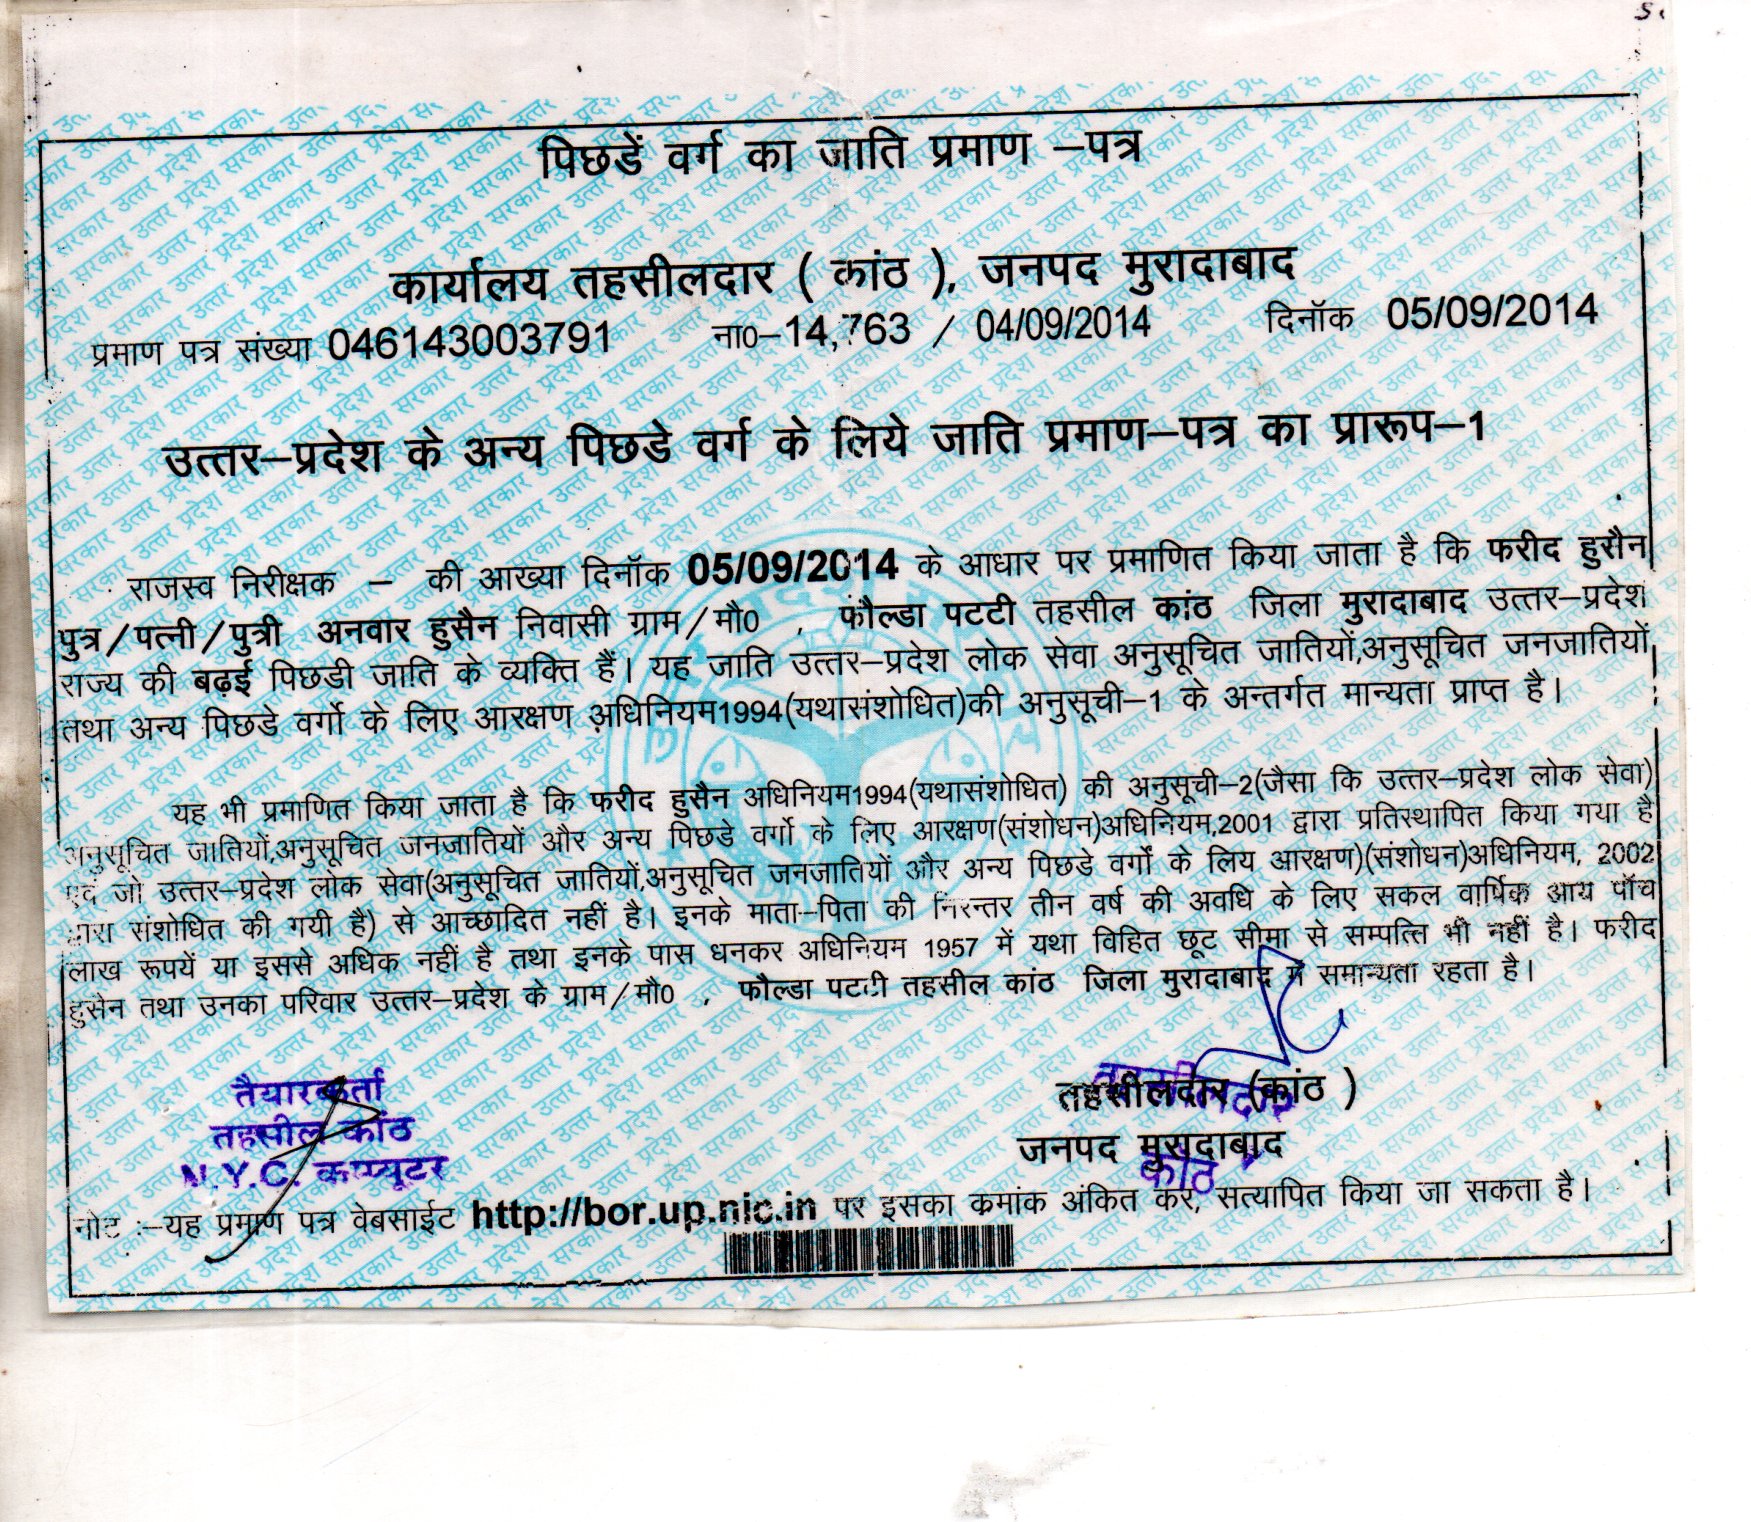 पिछडें वर्ग का जाति प्रमाण –पत्र
कार्यालय तहसीलदार ( कांठ ), जनपद मुरादाबाद
प्रमाण पत्र संख्या 046143003791 ना0–14,763 / 04/09/2014 दिनॉक 05/09/2014
उत्तर–प्रदेश के अन्य पिछडे वर्ग के लिये जाति प्रमाण–पत्र का प्रारूप–1
राजस्व निरीक्षक – की आख्या दिनॉक 05/09/2014 के आधार पर प्रमाणित किया जाता है कि फरीद हुसैन
पुत्र/पत्नी/पुत्री अनवार हुसैन निवासी ग्राम/मौ0 , फौल्डा पटटी तहसील कांठ जिला मुरादाबाद उत्तर–प्रदेश
राज्य की बढ़ई पिछडी जाति के व्यक्ति हैं। यह जाति उत्तर–प्रदेश लोक सेवा अनुसूचित जातियों,अनुसूचित जनजातियों,
तथा अन्य पिछडे वर्गो के लिए आरक्षण अधिनियम1994(यथासंशोधित)की अनुसूची–1 के अन्तर्गत मान्यता प्राप्त है।
यह भी प्रमाणित किया जाता है कि फरीद हुसैन अधिनियम1994(यथासंशोधित) की अनुसूची–2(जैसा कि उत्तर–प्रदेश लोक सेवा)
अनुसूचित जातियों,अनुसूचित जनजातियों और अन्य पिछडे वर्गो के लिए आरक्षण(संशोधन)अधिनियम,2001 द्वारा प्रतिस्थापित किया गया है
एवं जो उत्तर–प्रदेश लोक सेवा(अनुसूचित जातियों,अनुसूचित जनजातियों और अन्य पिछडे वर्गों के लिय आरक्षण)(संशोधन)अधिनियम, 2002
द्वारा संशोधित की गयी है) से आच्छादित नहीं है। इनके माता–पिता की निरन्तर तीन वर्ष की अवधि के लिए सकल वार्षिक आय पॉच
लाख रूपयें या इससे अधिक नहीं है तथा इनके पास धनकर अधिनियम 1957 में यथा विहित छूट सीमा से सम्पत्ति भी नहीं है। फरीद
हुसैन तथा उनका परिवार उत्तर–प्रदेश के ग्राम/मौ0 , फौल्डा पटटी तहसील कांठ जिला मुरादाबाद में समान्यता रहता है।
तैयारकर्ता
तहसील कांठ
N.Y.C. कम्प्यूटर
तहसीलदार (कांठ )
जनपद मुरादाबाद
कांठ
नोट :–यह प्रमाण पत्र वेबसाईट http://bor.up.nic.in पर इसका कमांक अंकित कर, सत्यापित किया जा सकता है।